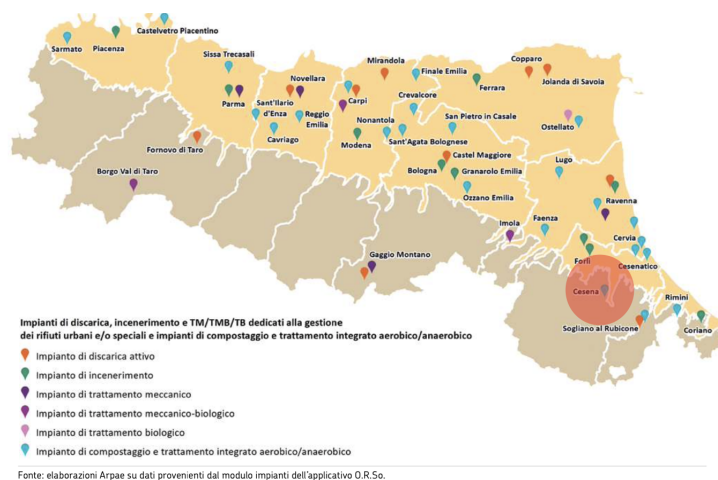 Castelvetro Piacentino
Sarmato
Piacenza
Sissa Trecasali
Parma
Fornovo di Taro
Borgo Val di Taro
Novellara
Sant'Ilario
d'Enza
Reggio
Emilia
Cavriago
Mirandola
Carpi
Finale Emilia
Crevalcore
Nonantola
Modena
Sant'Agata Bolognese
San Pietro in Casale
Castel Maggiore
Bologna
Granarolo Emilia
Ozzano Emilia
Copparo
Jolanda di Savoia
Ferrara
Ostellato
Lugo
Ravenna
Faenza
Imola
Cervia
Gaggio Montano
Forlì
Cesenatico
Cesena
Rimini
Sogliano al Rubicone
Coriano
Impianti di discarica, incenerimento e TM/TMB/TB dedicati alla gestione
dei rifiuti urbani e/o speciali e impianti di compostaggio e trattamento integrato aerobico/anaerobico
Impianto di discarica attivo
Impianto di incenerimento
Impianto di trattamento meccanico
Impianto di trattamento meccanico-biologico
Impianto di trattamento biologico
Impianto di compostaggio e trattamento integrato aerobico/anaerobico
Fonte: elaborazioni Arpae su dati provenienti dal modulo impianti dell'applicativo O.R.So.